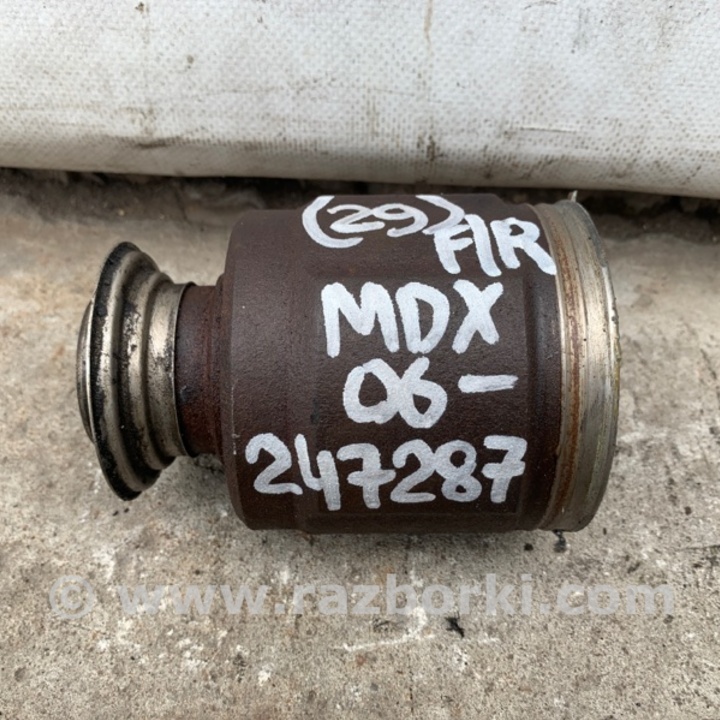 (29) F/R
MDX
06-
247287
© www.razborki.com